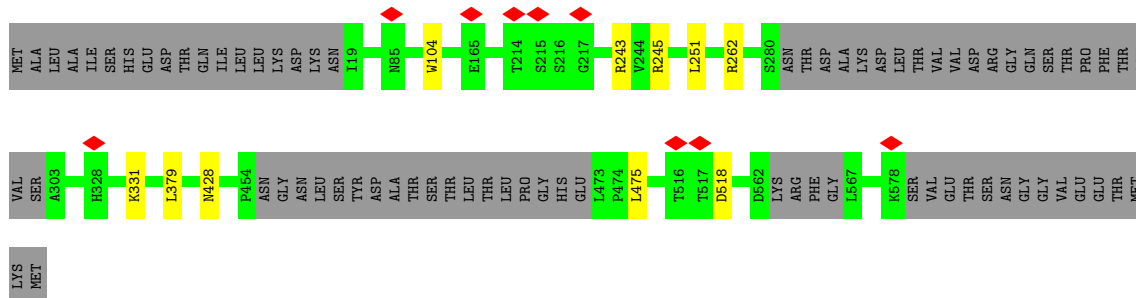 MET ALA LEU LEU ALA ILE SER HIS GLU ASP THR GLN ILE LEU LEU LYS ASP LYS ASN I19 N85 W104 E165 T214 S215 S216 G217 R243 V244 R245 L251 R262 S280 ASN THR ASP ALA LYS ASP LEU THR VAL VAL ASP ARG GLY GLN SER THR THR PRO PHE THR
VAL SER A303 H328 K331 L379 N428 P454 ASN GLY ASN LEU SER TYR ASP ALA THR SER THR LEU THR LEU PRO GLY HIS GLU L473 P474 L475 T516 T517 D518 D562 LYS ARG PHE GLY L567 K578 SER VAL GLU THR THR SER ASN GLY GLY VAL GLU GLU THR MET
LYS MET